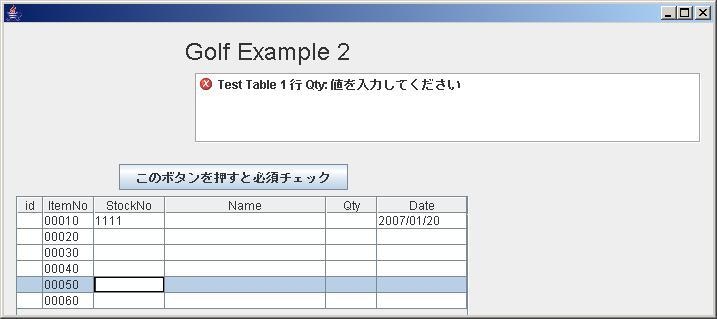 Golf Example 2
Test Table 1 行 Qty: 値を入力してください
このボタンを押すと必須チェック
id ItemNo StockNo Name Qty Date
00010 1111 2007/01/20
00020
00030
00040
00050
00060